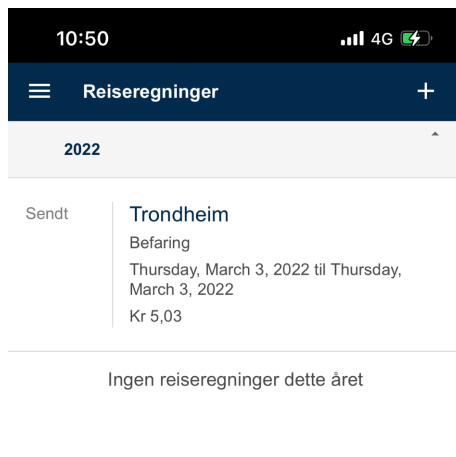 10:50
4G
Reiseregninger
2022
Sendt
Trondheim
Befaring
Thursday, March 3, 2022 til Thursday,
March 3, 2022
Kr 5,03
Ingen reiseregninger dette året